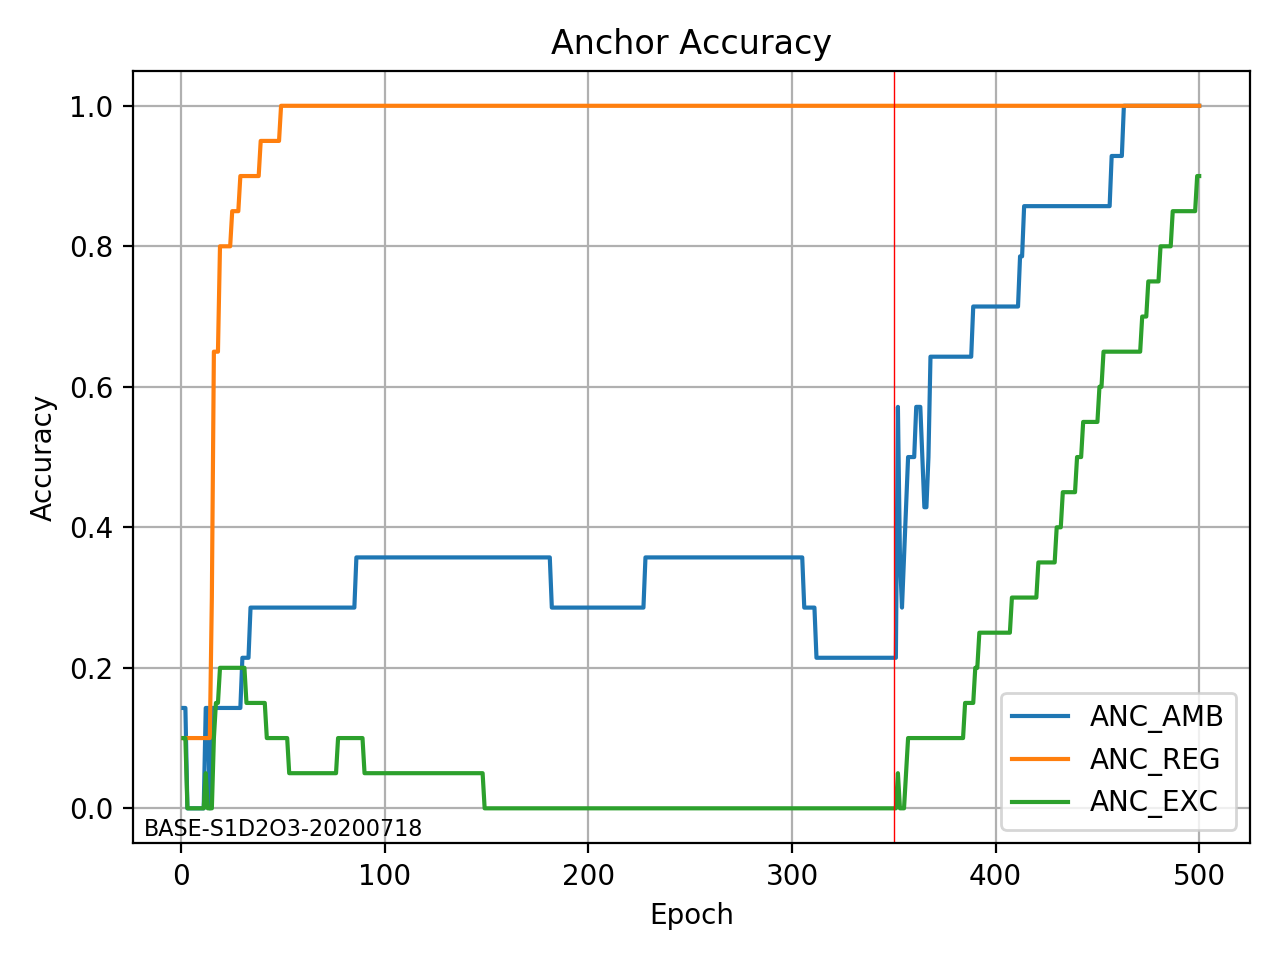 Anchor Accuracy
1.0
0.8
0.6
0.4
0.2
0.0
Accuracy
ANC_AMB
ANC_REG
ANC_EXC
BASE-S1D2O3-20200718
0 100 200 300 400 500
Epoch